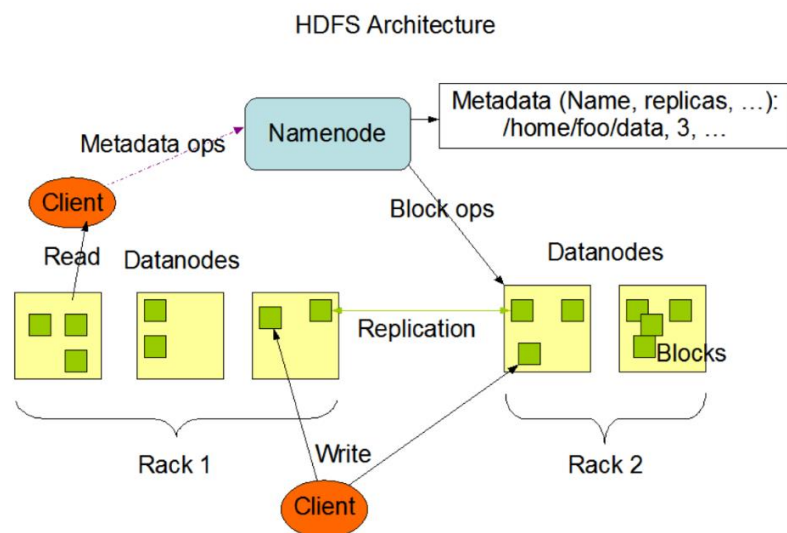 HDFS Architecture
Metadata (Name, replicas, ...):
/home/foo/data, 3, ...
Namenode
Metadata ops
Client
Block ops
Read
Datanodes
Datanodes
Replication
Blocks
Rack 1
Write
Rack 2
Client